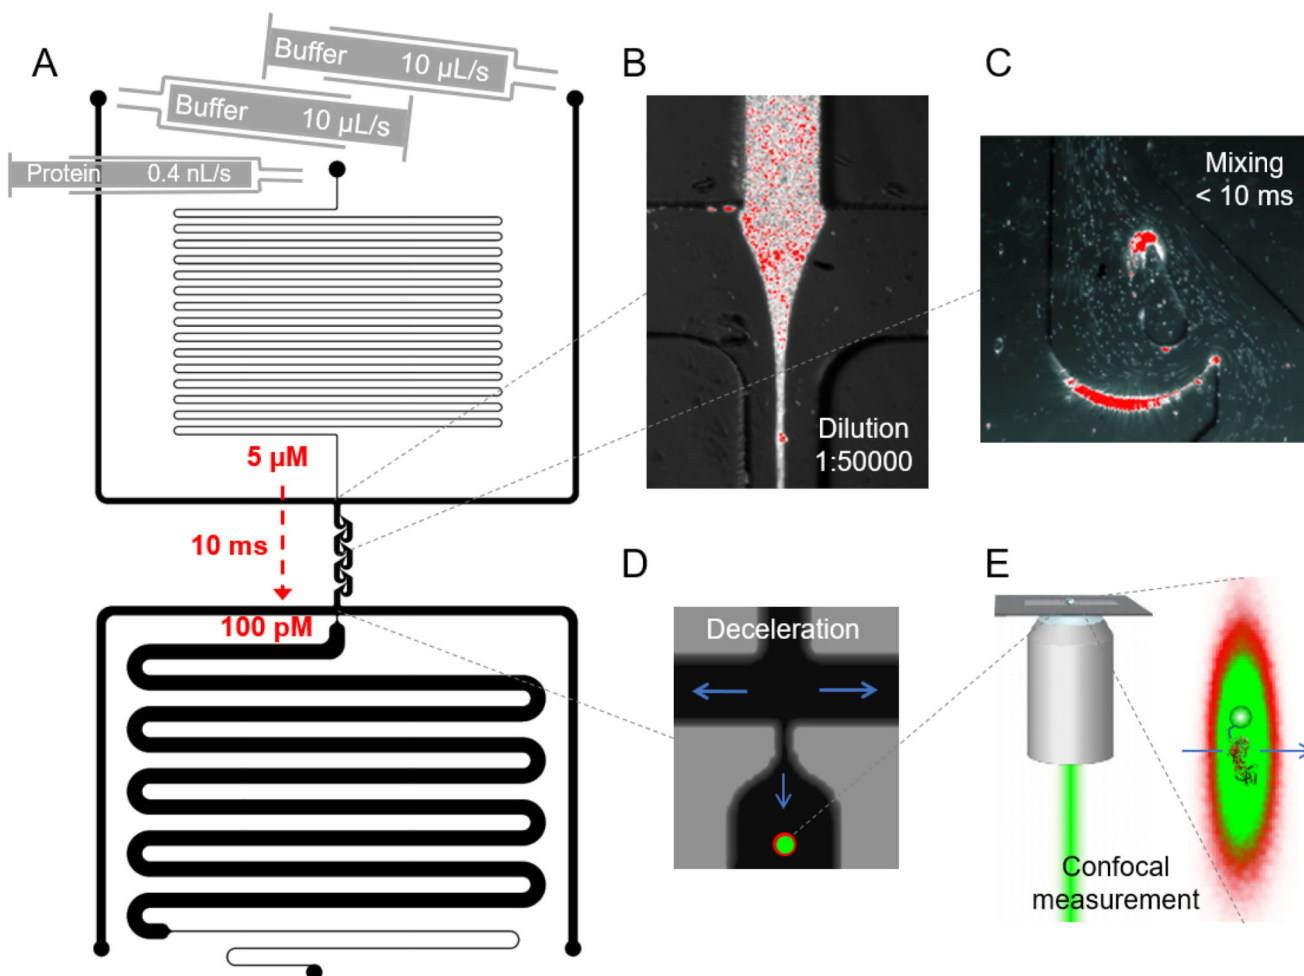 A
Buffer 10 µL/s
Buffer 10 µL/s
Protein 0.4 nL/s
5 µM
10 ms
100 pM
B
Dilution
1:50000
C
Mixing
< 10 ms
D
Deceleration
E
Confocal
measurement